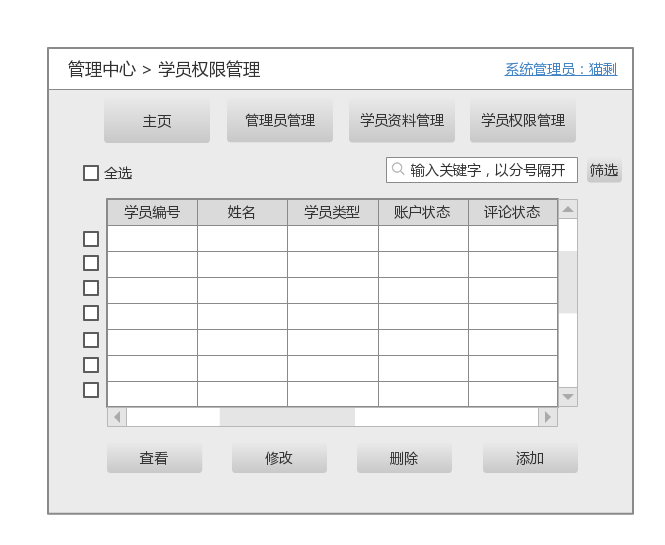 管理中心 > 学员权限管理
系统管理员：猫剩
主页 管理员管理 学员资料管理 学员权限管理
全选
输入关键字，以分号隔开 筛选
学员编号 姓名 学员类型 账户状态 评论状态
查看 修改 删除 添加